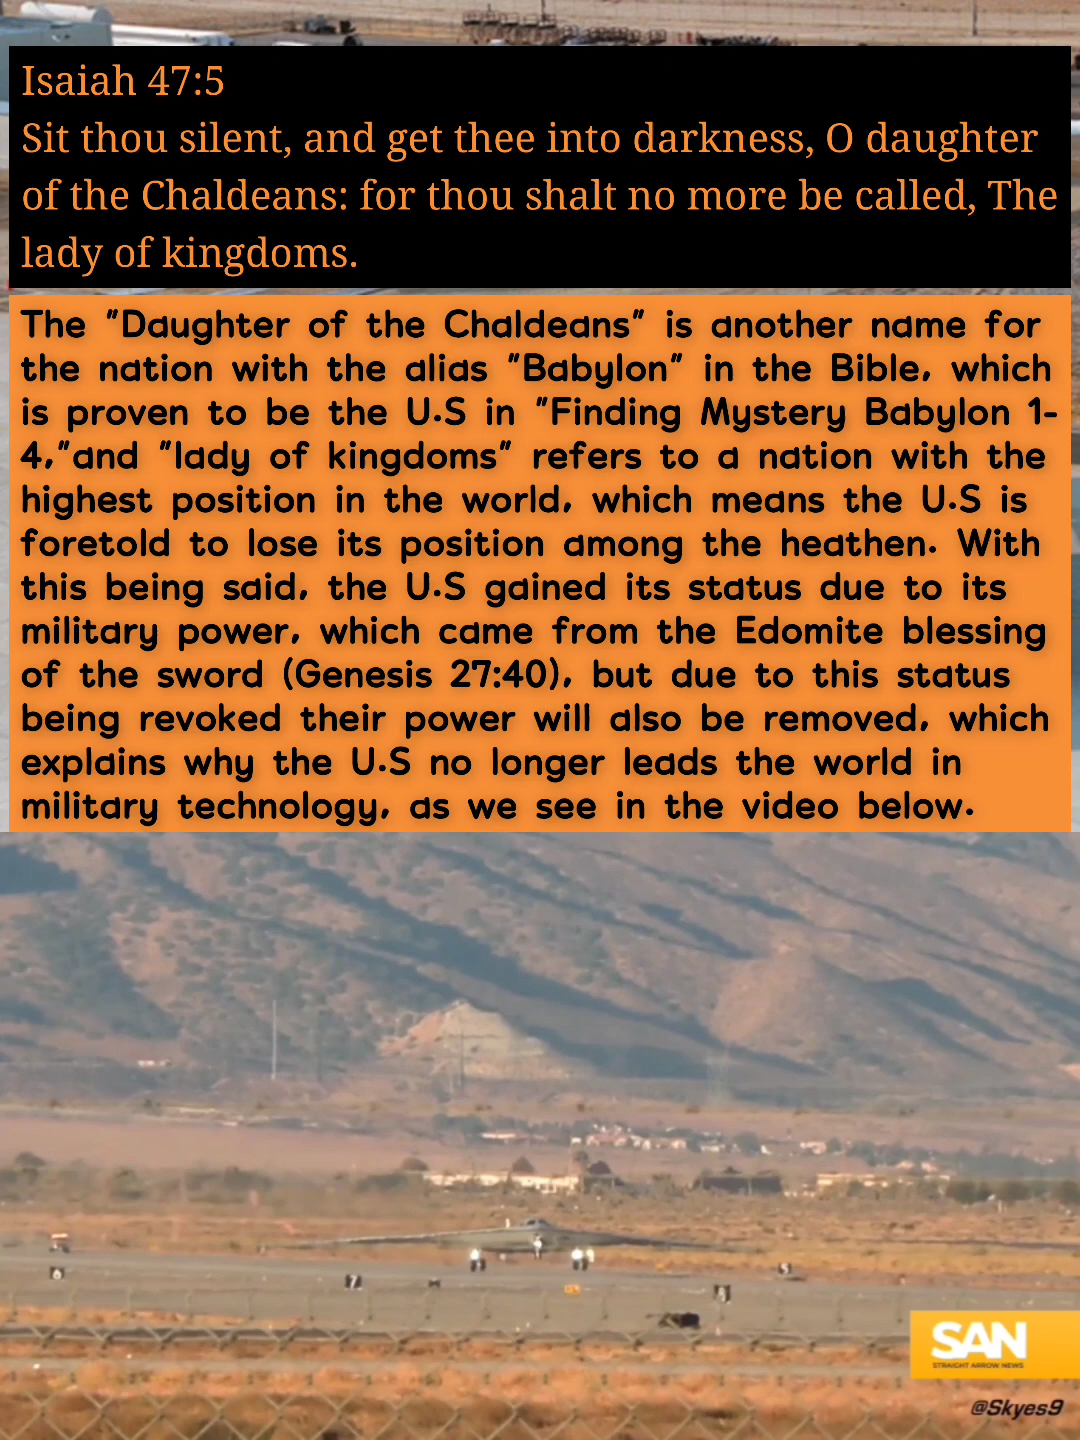 Isaiah 47:5
Sit thou silent, and get thee into darkness, O daughter
of the Chaldeans: for thou shalt no more be called, The
lady of kingdoms.
The "Daughter of the Chaldeans" is another name for
the nation with the alias "Babylon" in the Bible, which
is proven to be the U.S in "Finding Mystery Babylon 1-
4,"and "lady of kingdoms" refers to a nation with the
highest position in the world, which means the U.S is
foretold to lose its position among the heathen. With
this being said, the U.S gained its status due to its
military power, which came from the Edomite blessing
of the sword (Genesis 27:40), but due to this status
being revoked their power will also be removed, which
explains why the U.S no longer leads the world in
military technology, as we see in the video below.
SAN
STRAIGHT ARROW NEWS
@Skyes9